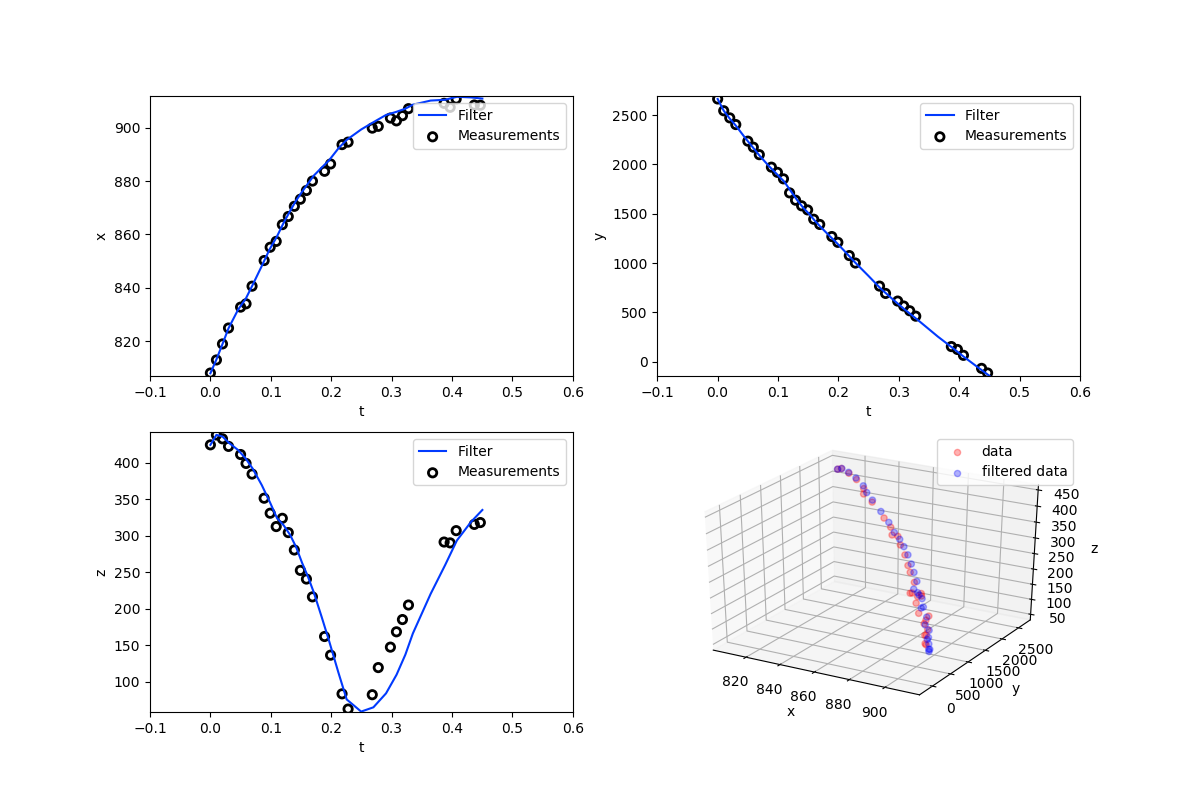 Filter
Measurements
900
880
860
840
820
x
−0.1 0.0 0.1 0.2 0.3 0.4 0.5 0.6
t
Filter
Measurements
2500
2000
1500
1000
500
0
y
−0.1 0.0 0.1 0.2 0.3 0.4 0.5 0.6
t
Filter
Measurements
400
350
300
250
200
150
100
z
−0.1 0.0 0.1 0.2 0.3 0.4 0.5 0.6
t
data
filtered data
450
400
350
300
250
200
150
100
50
z
820 840 860 880 900
x
0 500 1000 1500 2000 2500
y